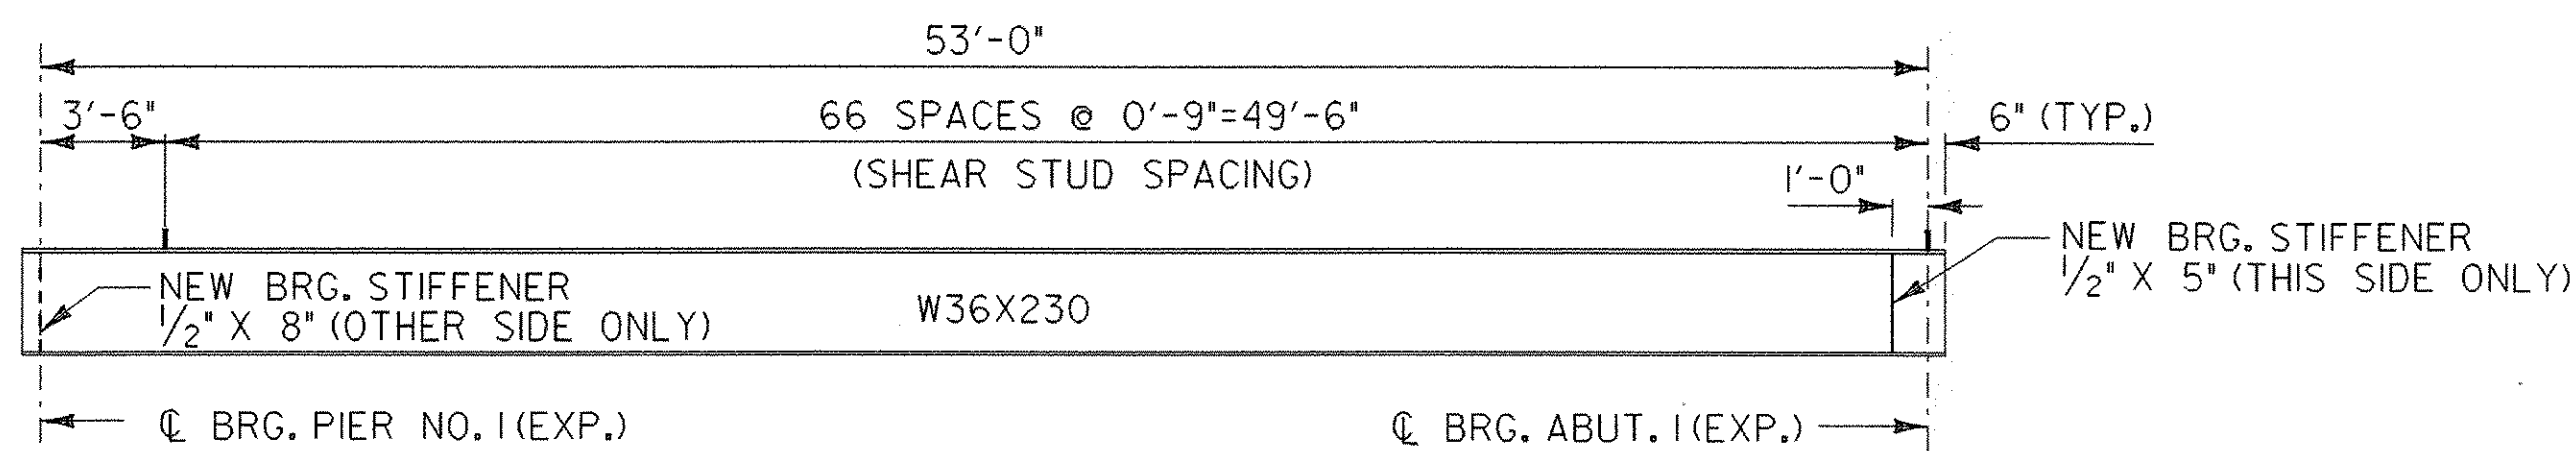 53'-0"
3'-6"
66 SPACES @ 0'-9"=49'-6"
6" (TYP.)
(SHEAR STUD SPACING)
1'-0"
NEW BRG. STIFFENER
1/2" X 5" (THIS SIDE ONLY)
NEW BRG. STIFFENER
1/2" X 8" (OTHER SIDE ONLY)
W36X230
℄ BRG. PIER NO. 1 (EXP.)
℄ BRG. ABUT. 1 (EXP.)